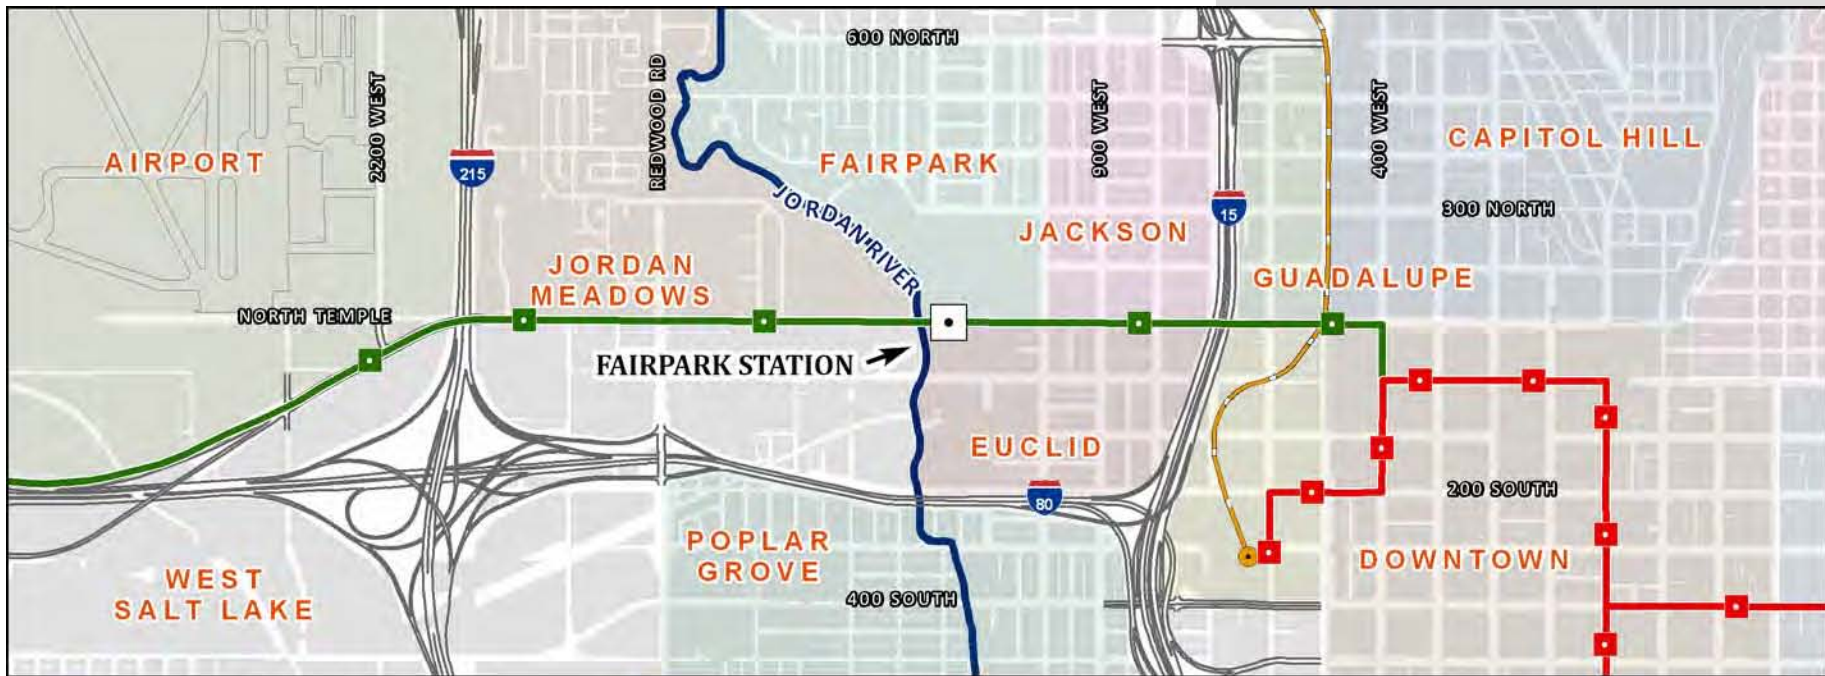 600 NORTH
2200 WEST
REDWOOD RD
900 WEST
400 WEST
AIRPORT
215
FAIRPARK
CAPITOL HILL
JORDAN RIVER
15
300 NORTH
JACKSON
JORDAN
MEADOWS
GUADALUPE
NORTH TEMPLE
FAIRPARK STATION
EUCLID
80
200 SOUTH
POPLAR
GROVE
DOWNTOWN
WEST
SALT LAKE
400 SOUTH